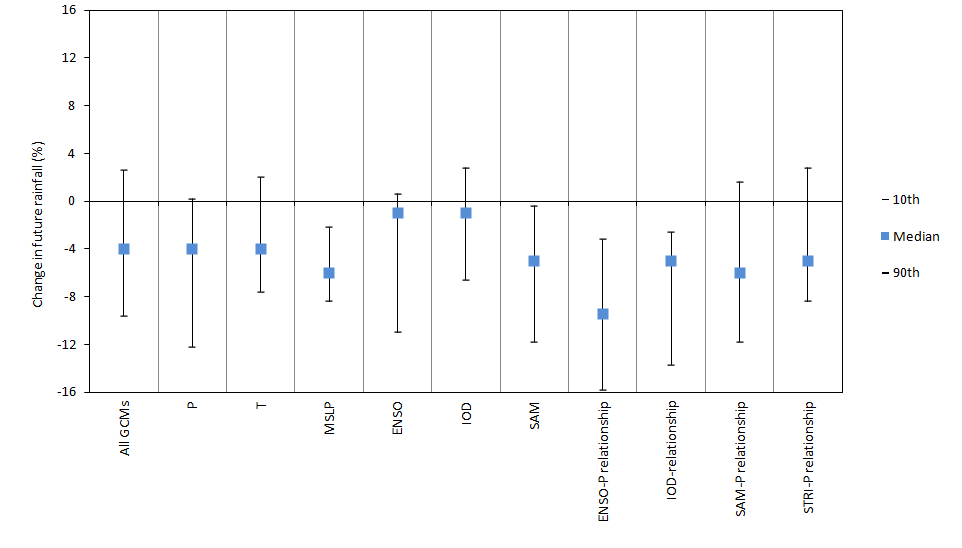 16
12
8
4
0
-4
-8
-12
-16
Change in future rainfall (%)
All GCMs
P
T
MSLP
ENSO
IOD
SAM
ENSO-P relationship
IOD-relationship
SAM-P relationship
STRI-P relationship
10th
Median
90th